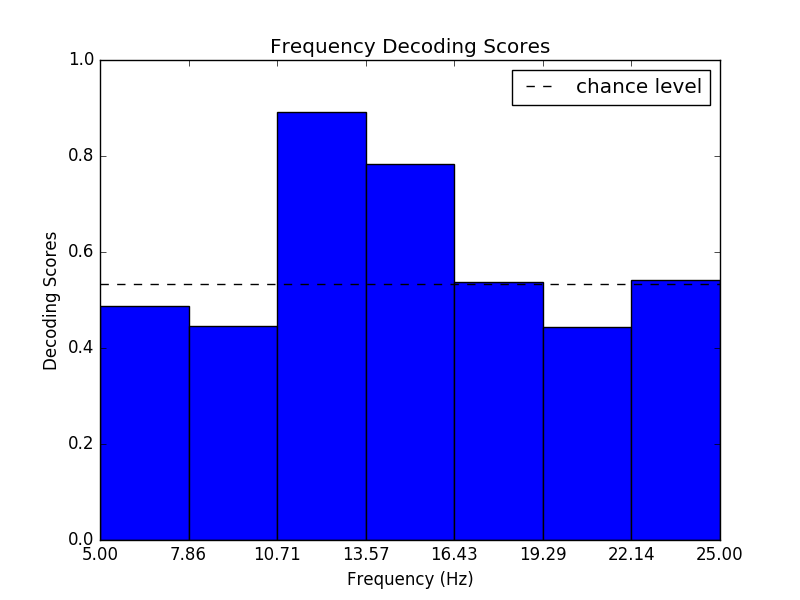 Frequency Decoding Scores
chance level
1.0
0.8
0.6
0.4
0.2
0.0
Decoding Scores
5.00 7.86 10.71 13.57 16.43 19.29 22.14 25.00
Frequency (Hz)